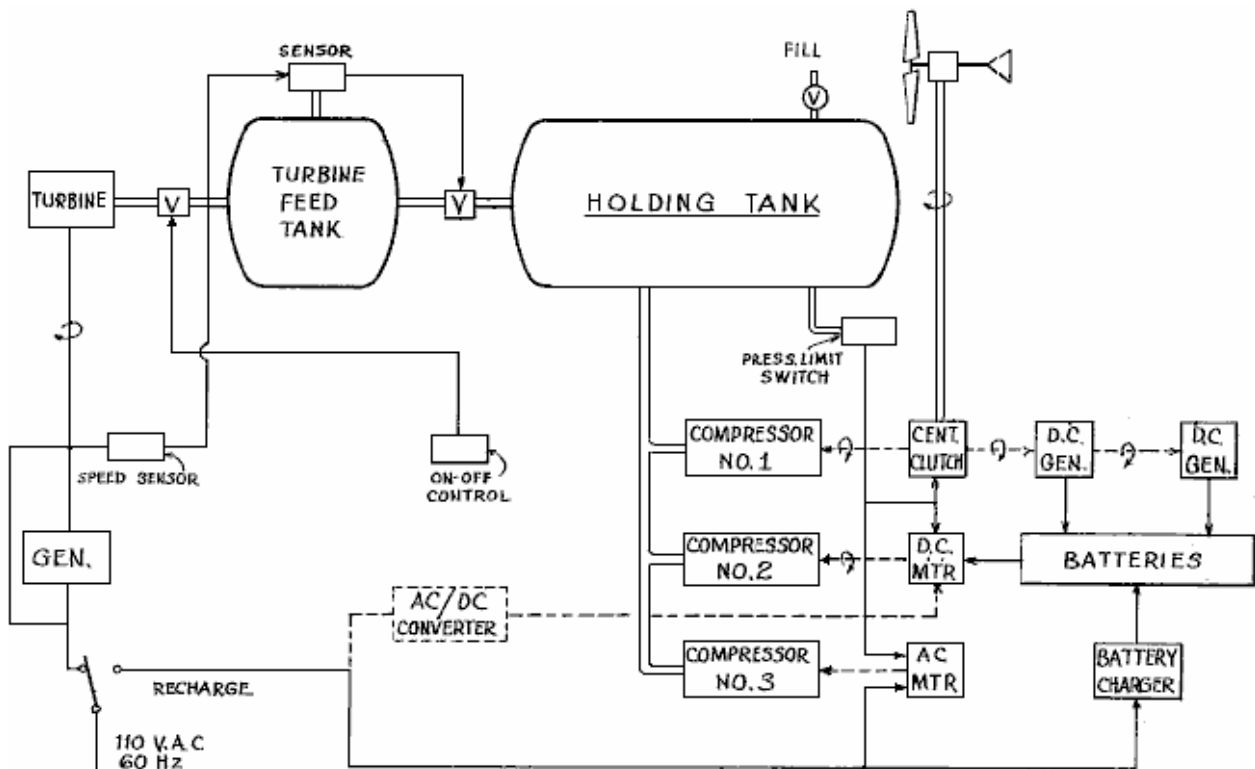 SENSOR
FILL
V
TURBINE
V
TURBINE
FEED
TANK
V
HOLDING TANK
PRESS. LIMIT
SWITCH
COMPRESSOR
NO.1
CENT.
CLUTCH
D.C.
GEN.
D.C.
GEN.
SPEED SENSOR
ON-OFF
CONTROL
GEN.
COMPRESSOR
NO.2
D.C.
MTR
BATTERIES
AC/DC
CONVERTER
COMPRESSOR
NO.3
AC
MTR
BATTERY
CHARGER
RECHARGE
110 V.A.C.
60 Hz